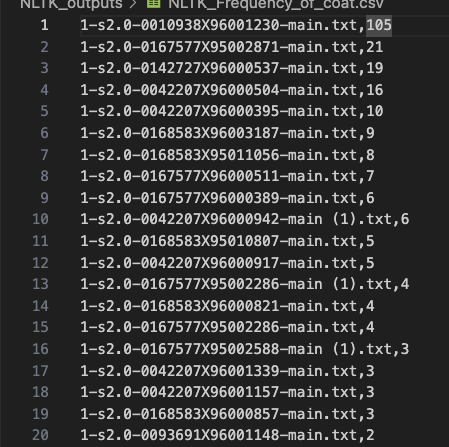 NLTK_outputs > NLTK_Frequency_of_coat.csv
1 1-s2.0-0010938X96001230-main.txt,105
2 1-s2.0-0167577X95002871-main.txt,21
3 1-s2.0-0142727X96000537-main.txt,19
4 1-s2.0-0042207X96000504-main.txt,16
5 1-s2.0-0042207X96000395-main.txt,10
6 1-s2.0-0168583X96003187-main.txt,9
7 1-s2.0-0168583X95011056-main.txt,8
8 1-s2.0-0167577X96000511-main.txt,7
9 1-s2.0-0167577X96000389-main.txt,6
10 1-s2.0-0042207X96000942-main (1).txt,6
11 1-s2.0-0168583X95010807-main.txt,5
12 1-s2.0-0042207X96000917-main.txt,5
13 1-s2.0-0167577X95002286-main (1).txt,4
14 1-s2.0-0168583X96000821-main.txt,4
15 1-s2.0-0167577X95002286-main.txt,4
16 1-s2.0-0167577X95002588-main (1).txt,3
17 1-s2.0-0042207X96001339-main.txt,3
18 1-s2.0-0042207X96001157-main.txt,3
19 1-s2.0-0168583X96000857-main.txt,3
20 1-s2.0-0093691X96001148-main.txt,2